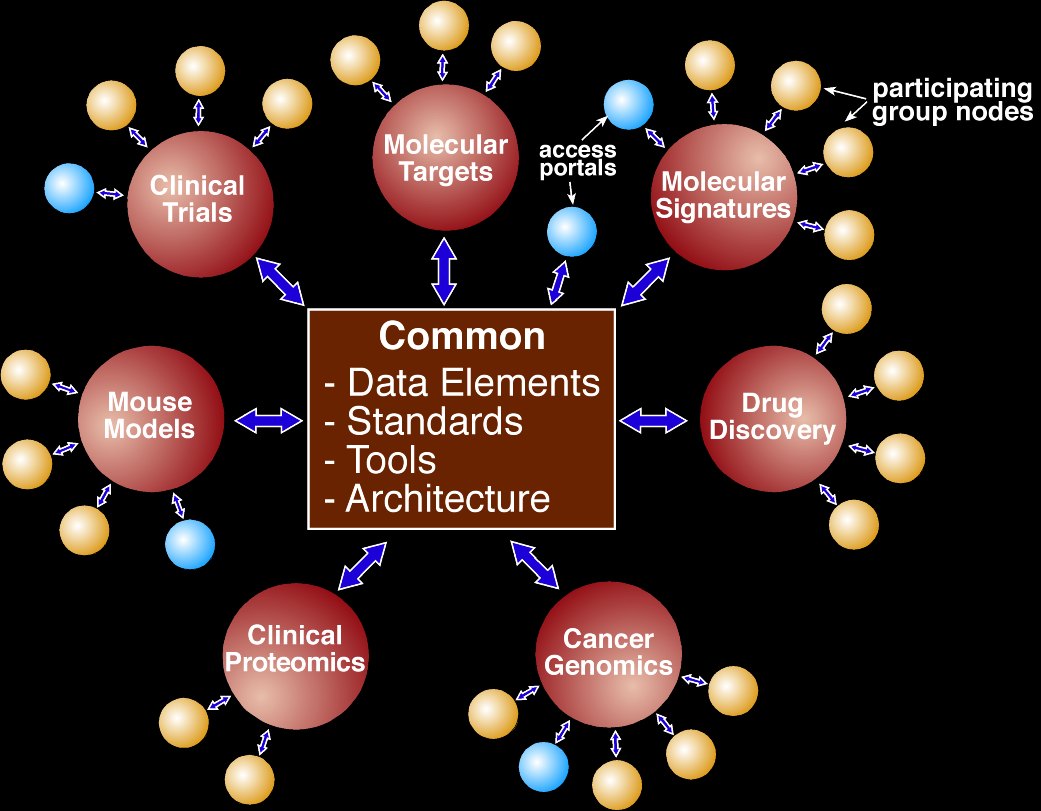 participating
group nodes
access
portals
Molecular
Targets
Clinical
Trials
Molecular
Signatures
Common
- Data Elements
- Standards
- Tools
- Architecture
Mouse
Models
Drug
Discovery
Clinical
Proteomics
Cancer
Genomics